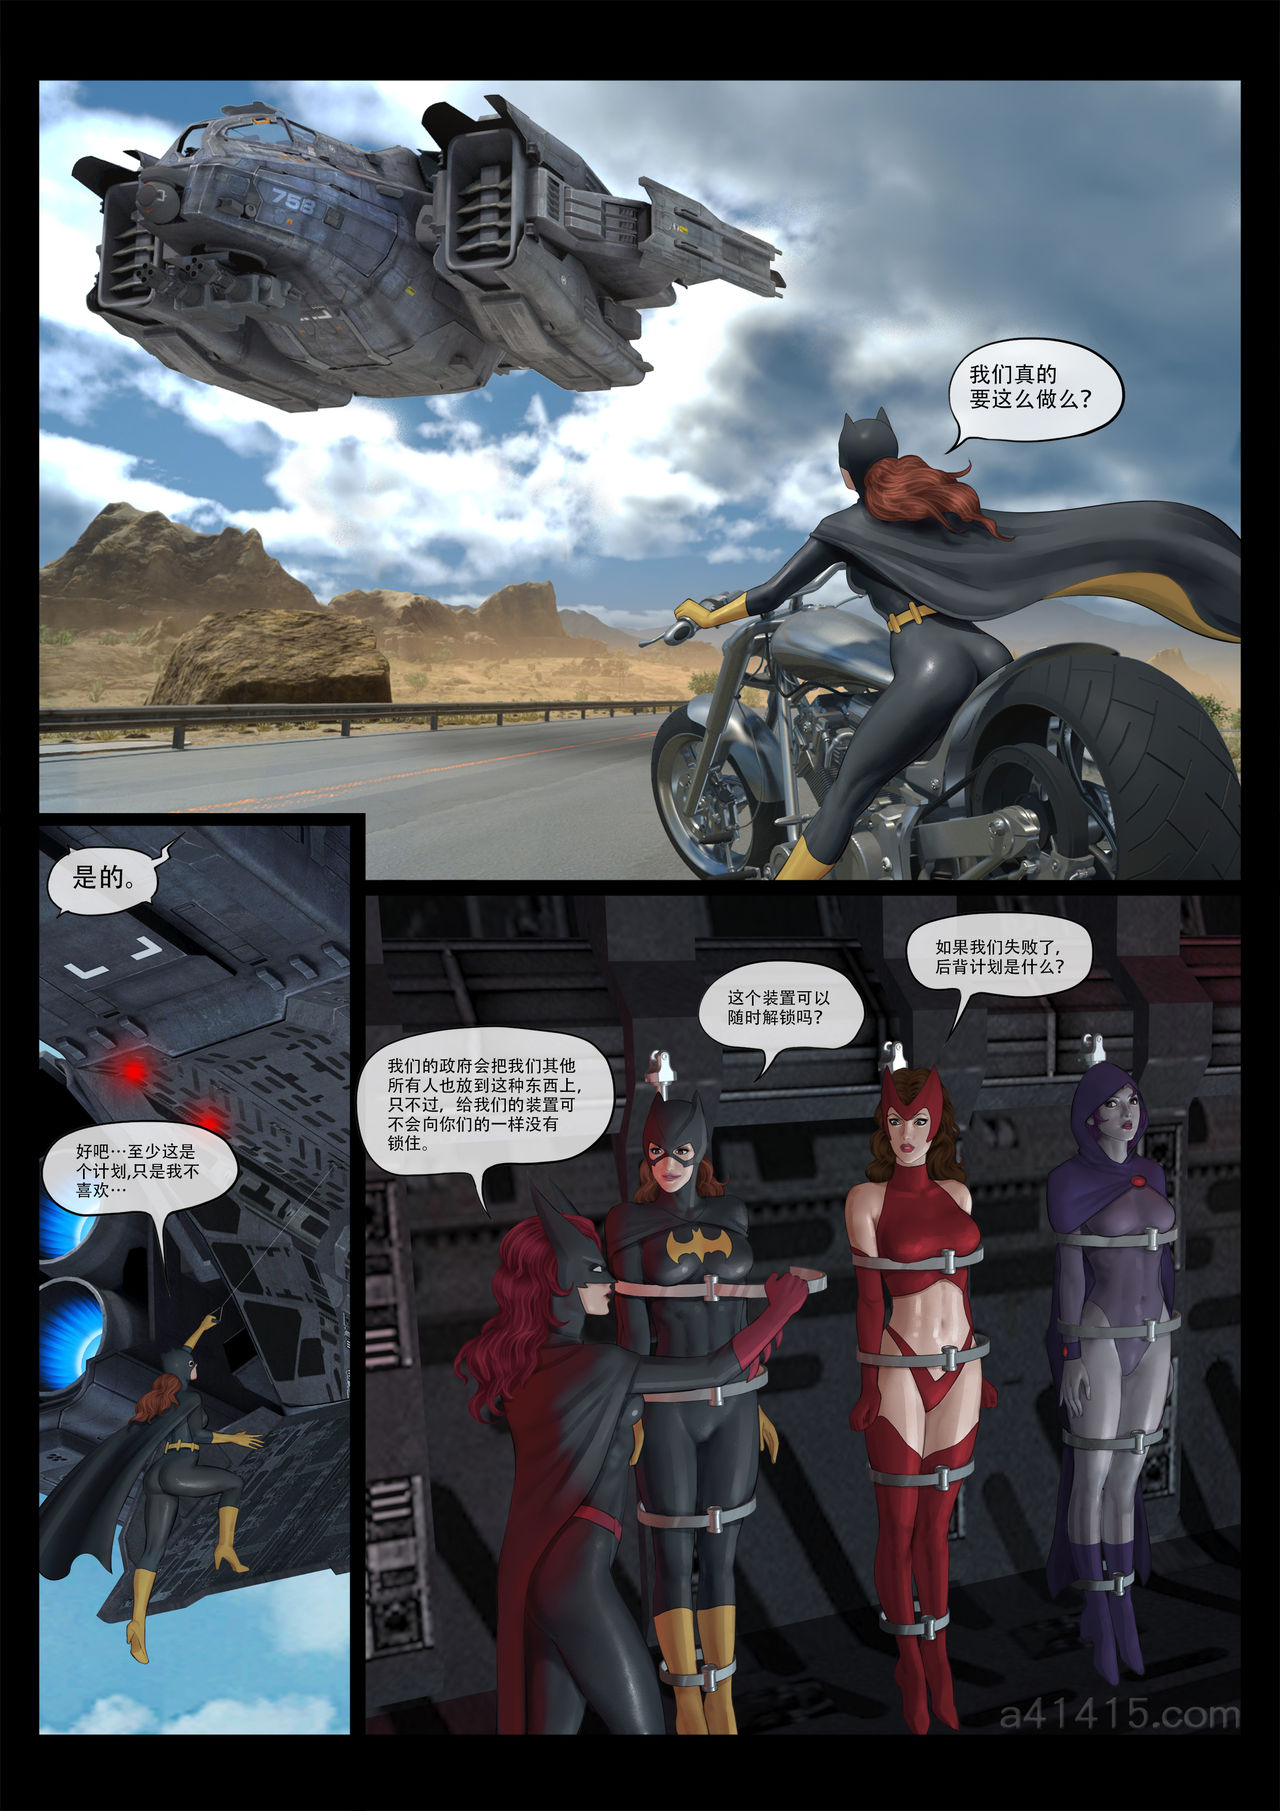 758
我们真的
要这么做么？
是的。
好吧…至少这是
个计划,只是我不
喜欢…
如果我们失败了,
后背计划是什么？
这个装置可以
随时解锁吗？
我们的政府会把我们其他
所有人也放到这种东西上,
只不过，给我们的装置可
不会向你们的一样没有
锁住。
a41415.com